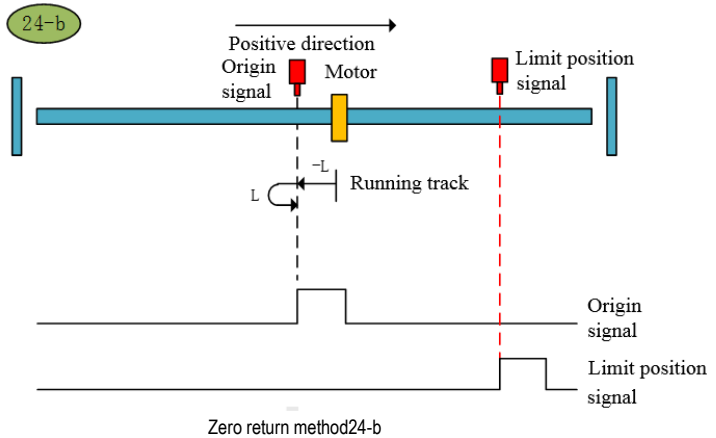 24-b
Positive direction
Origin
signal
Motor
Limit position
signal
-L
L
Running track
Origin
signal
Limit position
signal
Zero return method24-b